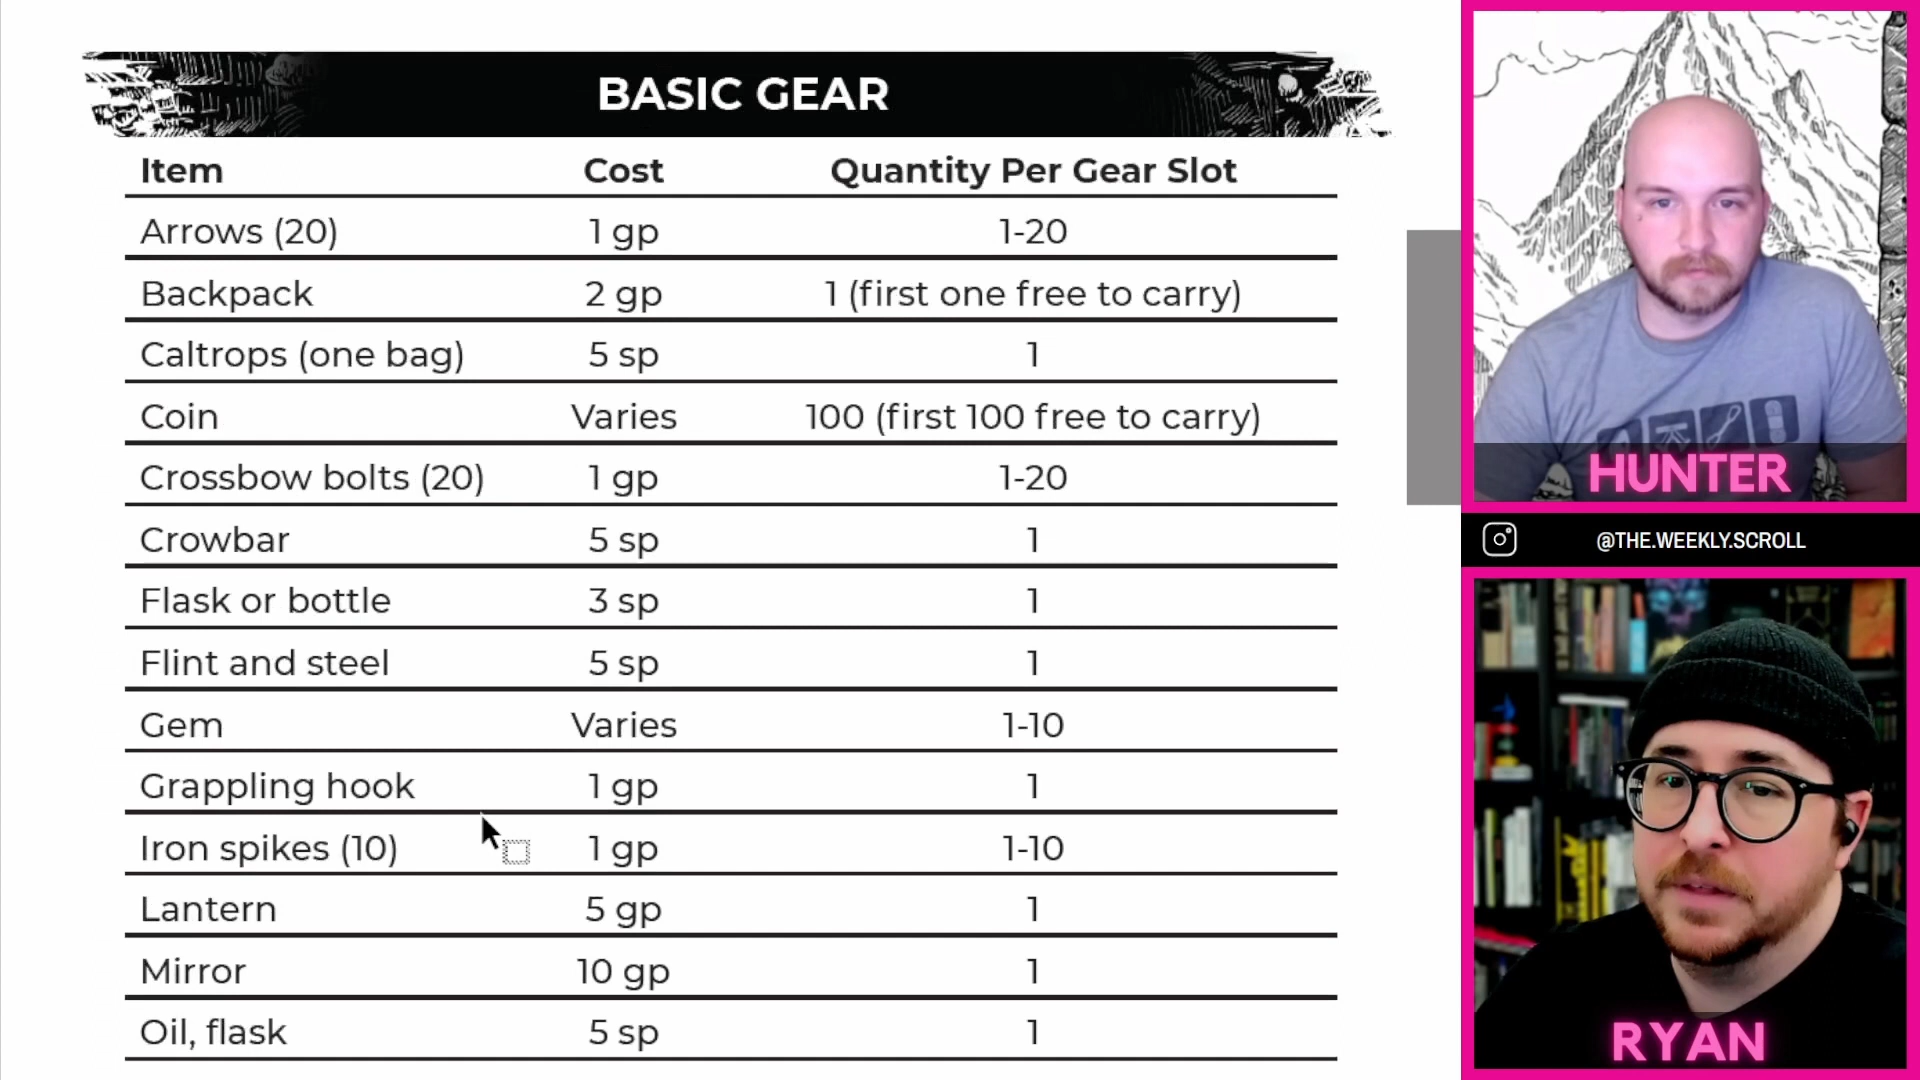 BASIC GEAR
Item Cost Quantity Per Gear Slot
Arrows (20) 1 gp 1-20
Backpack 2 gp 1 (first one free to carry)
Caltrops (one bag) 5 sp 1
Coin Varies 100 (first 100 free to carry)
Crossbow bolts (20) 1 gp 1-20
Crowbar 5 sp 1
Flask or bottle 3 sp 1
Flint and steel 5 sp 1
Gem Varies 1-10
Grappling hook 1 gp 1
Iron spikes (10) 1 gp 1-10
Lantern 5 gp 1
Mirror 10 gp 1
Oil, flask 5 sp 1
HUNTER
@THE.WEEKLY.SCROLL
RYAN